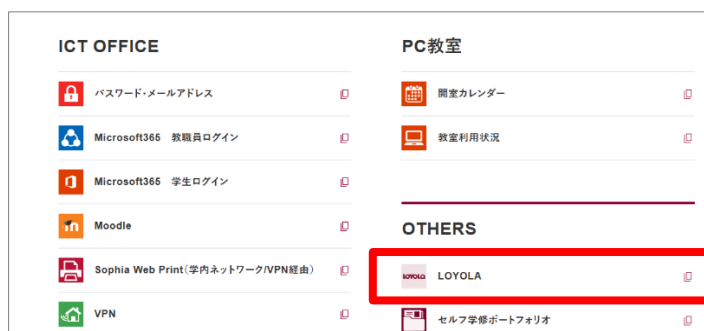 ICT OFFICE
パスワード・メールアドレス
Microsoft365　教職員ログイン
Microsoft365　学生ログイン
Moodle
Sophia Web Print（学内ネットワーク/VPN経由）
VPN
PC教室
開室カレンダー
教室利用状況
OTHERS
LOYOLA
LOYOLA
セルフ学修ポートフォリオ